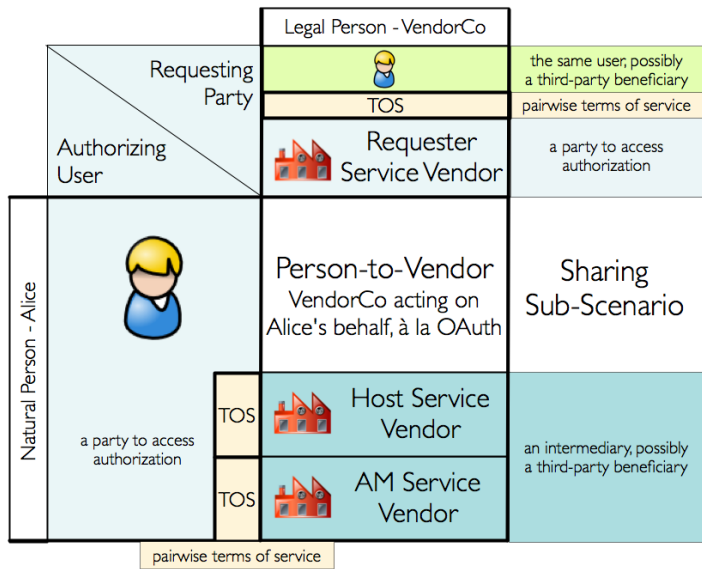 Legal Person - VendorCo
Requesting
Party
the same user, possibly
a third-party beneficiary
TOS
pairwise terms of service
Authorizing
User
Requester
Service Vendor
a party to access
authorization
Natural Person - Alice
Person-to-Vendor
VendorCo acting on
Alice's behalf, à la OAuth
Sharing
Sub-Scenario
a party to access
authorization
TOS
Host Service
Vendor
an intermediary, possibly
a third-party beneficiary
TOS
AM Service
Vendor
pairwise terms of service